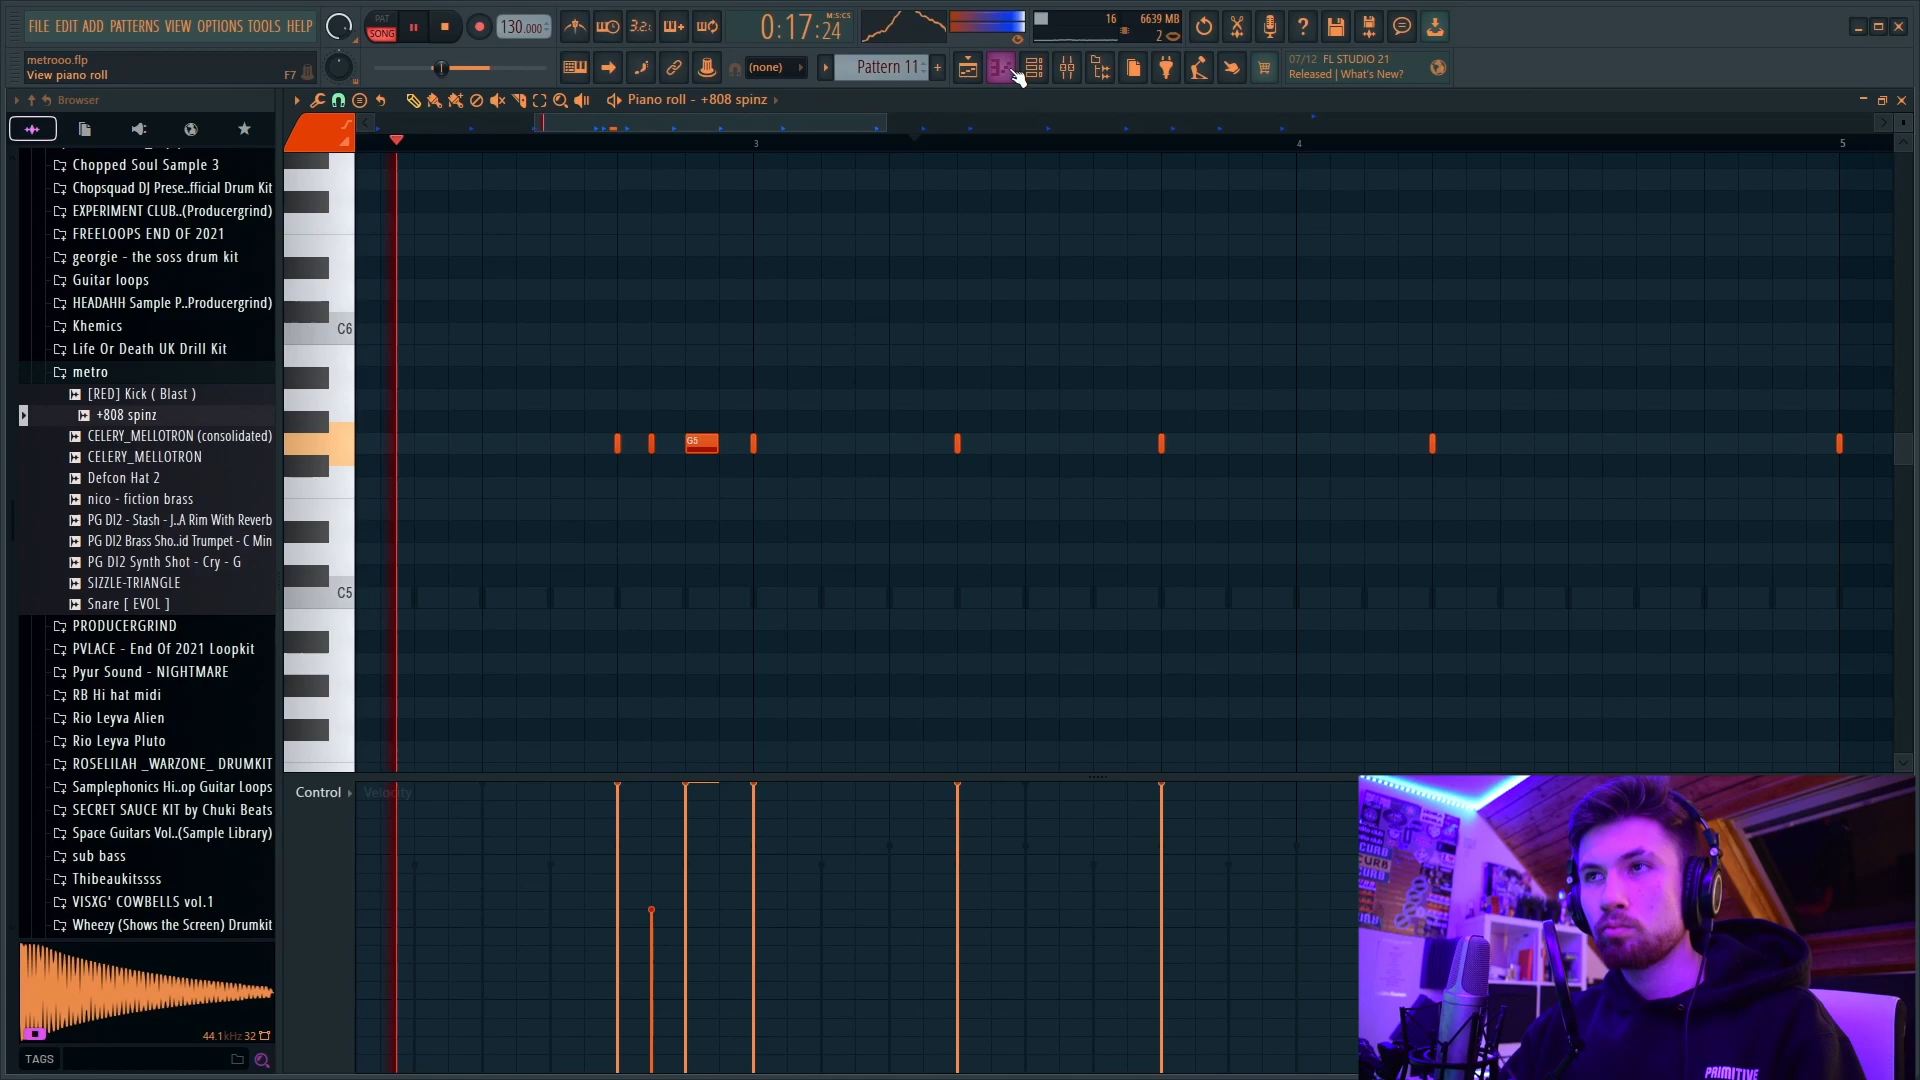 FILE EDIT ADD PATTERNS VIEW OPTIONS TOOLS HELP
PAT
SONG
130.000
3.2.
0:17:24
M:S:CS
16
6639 MB
2
metrooo.flp
View piano roll
F7
(none)
Pattern 11
+
07/12 FL STUDIO 21
Released | What's New?
Browser
Piano roll - +808 spinz
3
4
5
Chopped Soul Sample 3
Chopsquad DJ Prese..fficial Drum Kit
EXPERIMENT CLUB..(Producergrind)
FREELOOPS END OF 2021
georgie - the soss drum kit
Guitar loops
HEADAHH Sample P..Producergrind)
Khemics
Life Or Death UK Drill Kit
metro
[RED] Kick ( Blast )
+808 spinz
CELERY_MELLOTRON (consolidated)
CELERY_MELLOTRON
Defcon Hat 2
nico - fiction brass
PG DI2 - Stash - J..A Rim With Reverb
PG DI2 Brass Sho..id Trumpet - C Min
PG DI2 Synth Shot - Cry - G
SIZZLE-TRIANGLE
Snare [ EVOL ]
PRODUCERGRIND
PVLACE - End Of 2021 Loopkit
Pyur Sound - NIGHTMARE
RB Hi hat midi
Rio Leyva Alien
Rio Leyva Pluto
ROSELILAH _WARZONE_ DRUMKIT
Samplephonics Hi..op Guitar Loops
SECRET SAUCE KIT by Chuki Beats
Space Guitars Vol..(Sample Library)
sub bass
Thibeaukitssss
VISXG' COWBELLS vol.1
Wheezy (Shows the Screen) Drumkit
44.1kHz 32
TAGS
C6
G5
C5
Control
Velocity
CURB
CURB
PRIMITIVE